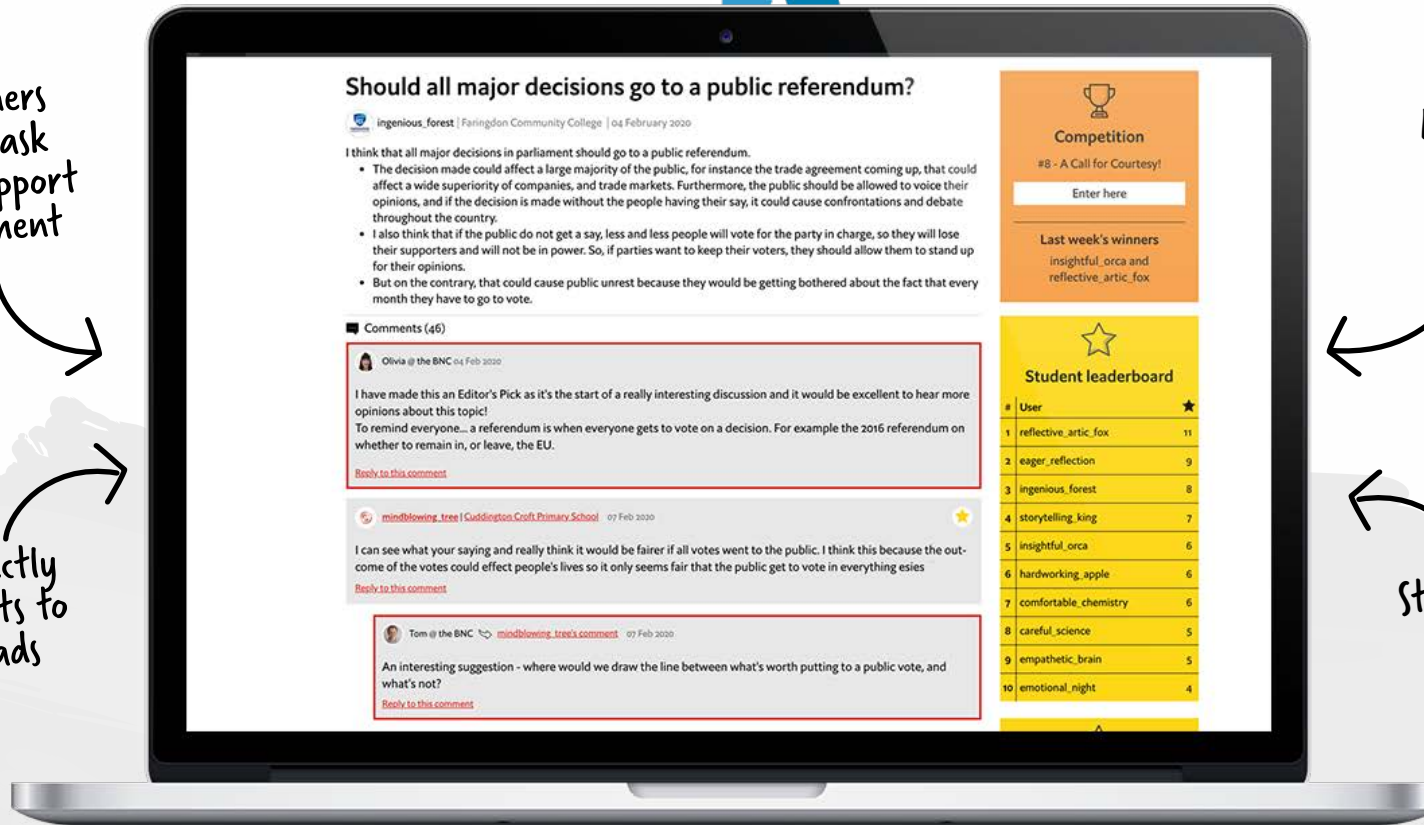 ask
Should all major decisions go to a public referendum?
ingenious_forest | Faringdon Community College | 04 February 2020
I think that all major decisions in parliament should go to a public referendum.
• The decision made could affect a large majority of the public, for instance the trade agreement coming up, that could
affect a wide superiority of companies, and trade markets. Furthermore, the public should be allowed to voice their
opinions, and if the decision is made without the people having their say, it could cause confrontations and debate
throughout the country.
• I also think that if the public do not get a say, less and less people will vote for the party in charge, so they will lose
their supporters and will not be in power. So, if parties want to keep their voters, they should allow them to stand up
for their opinions.
• But on the contrary, that could cause public unrest because they would be getting bothered about the fact that every
month they have to go to vote.
Comments (46)
Olivia @ the BNC 04 Feb 2020
I have made this an Editor's Pick as it's the start of a really interesting discussion and it would be excellent to hear more
opinions about this topic!
To remind everyone... a referendum is when everyone gets to vote on a decision. For example the 2016 referendum on
whether to remain in, or leave, the EU.
Reply to this comment
mindblowing_tree | Cuddington Croft Primary School 07 Feb 2020
I can see what your saying and really think it would be fairer if all votes went to the public. I think this because the out-
come of the votes could effect people's lives so it only seems fair that the public get to vote in everything esies
Reply to this comment
Tom @ the BNC mindblowing_tree's comment 07 Feb 2020
An interesting suggestion - where would we draw the line between what's worth putting to a public vote, and
what's not?
Reply to this comment
Competition
#8 - A Call for Courtesy!
Enter here
Last week's winners
insightful_orca and
reflective_artic_fox
Student leaderboard
# User ★
1 reflective_artic_fox 11
2 eager_reflection 9
3 ingenious_forest 8
4 storytelling_king 7
5 insightful_orca 6
6 hardworking_apple 6
7 comfortable_chemistry 6
8 careful_science 5
9 empathetic_brain 5
10 emotional_night 4
to